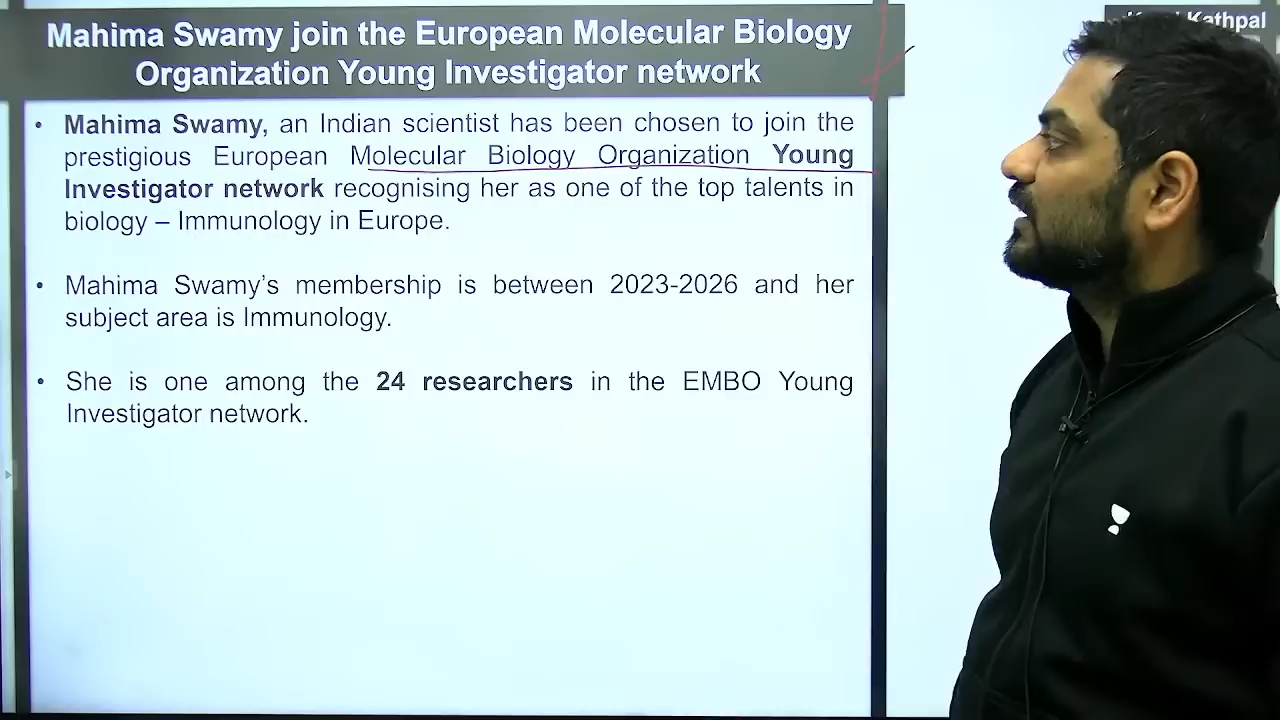 Mahima Swamy join the European Molecular Biology
Organization Young Investigator network
Kathpal
• Mahima Swamy, an Indian scientist has been chosen to join the
prestigious European Molecular Biology Organization Young
Investigator network recognising her as one of the top talents in
biology – Immunology in Europe.
• Mahima Swamy’s membership is between 2023-2026 and her
subject area is Immunology.
• She is one among the 24 researchers in the EMBO Young
Investigator network.